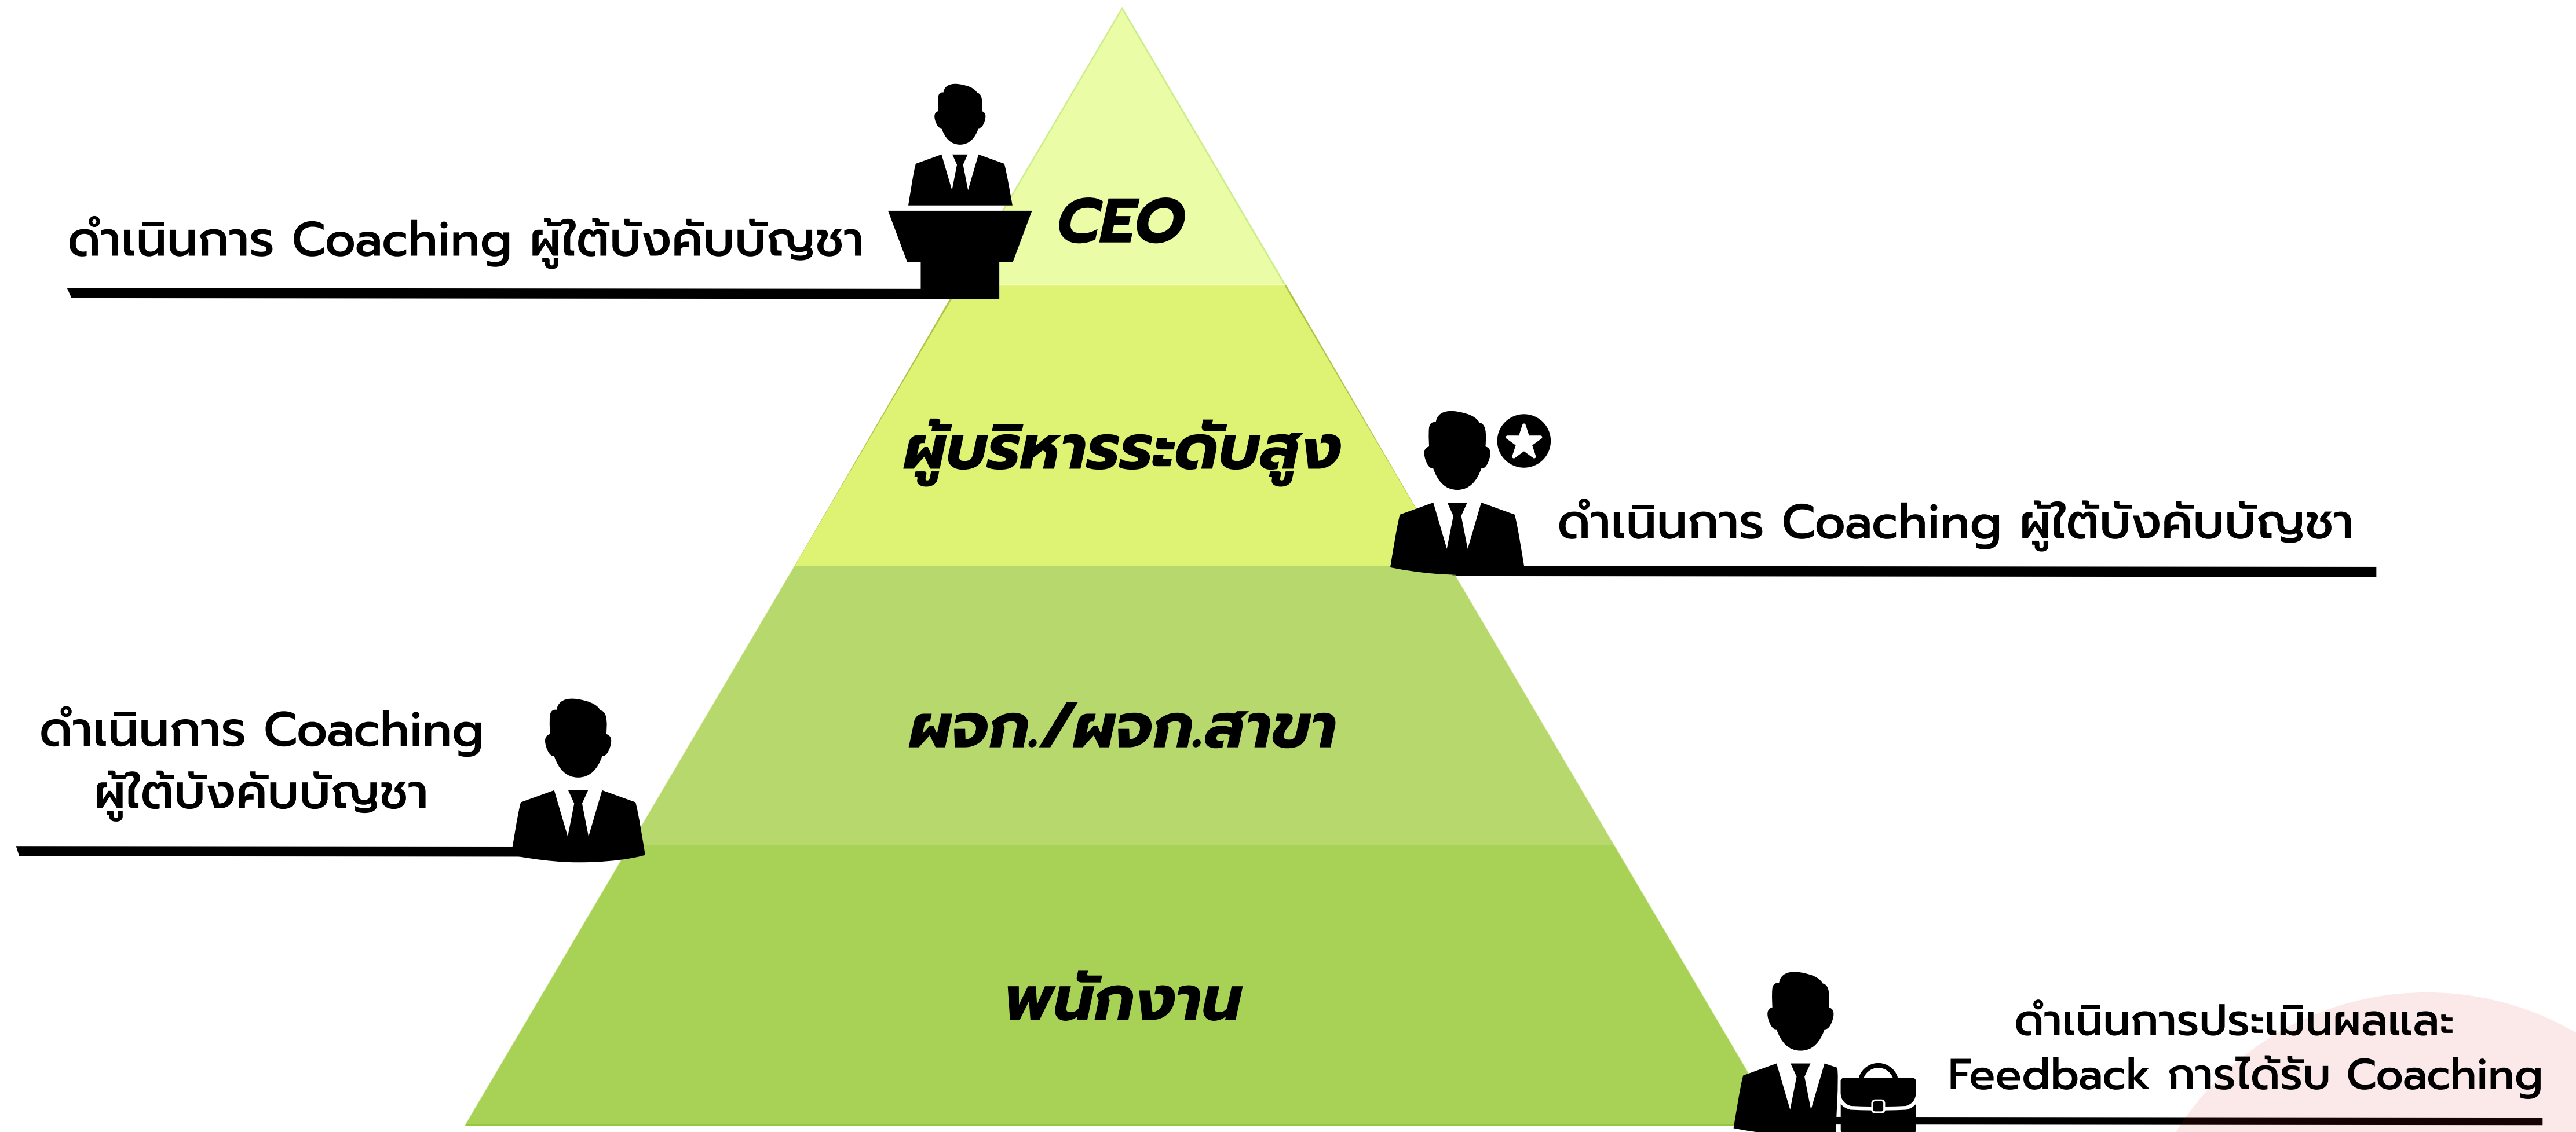 CEO
ดำเนินการ Coaching ผู้ใต้บังคับบัญชา
ผู้บริหารระดับสูง
ดำเนินการ Coaching ผู้ใต้บังคับบัญชา
ผจก./ผจก.สาขา
ดำเนินการ Coaching
ผู้ใต้บังคับบัญชา
พนักงาน
ดำเนินการประเมินผลและ
Feedback การได้รับ Coaching